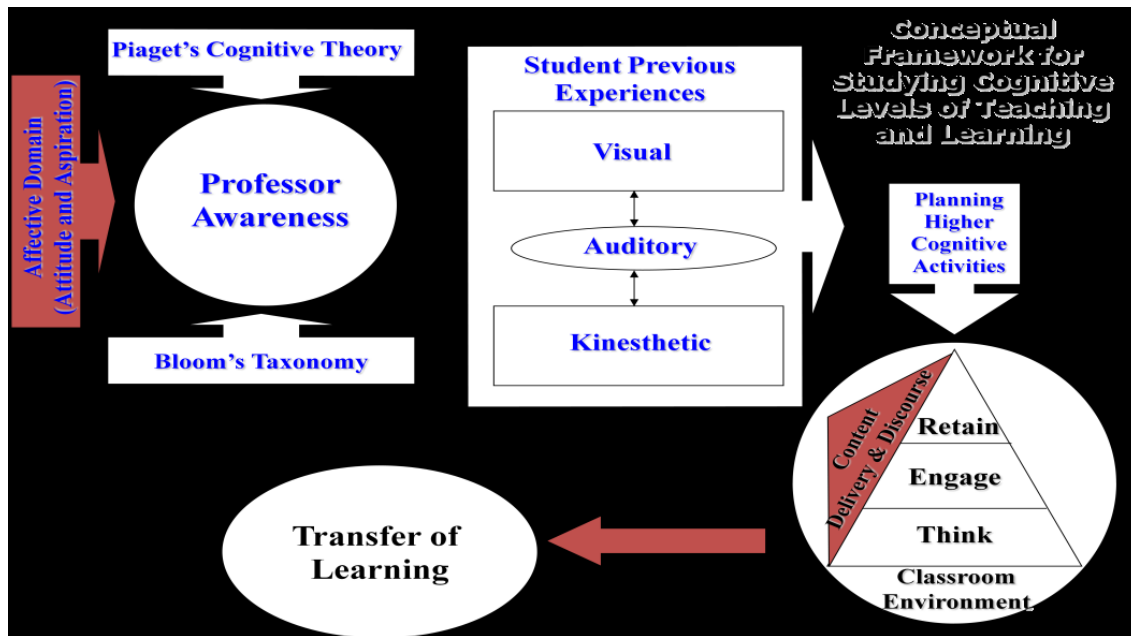 Conceptual
Framework for
Studying Cognitive
Levels of Teaching
and Learning
Piaget's Cognitive Theory
Affective Domain
(Attitude and Aspiration)
Professor
Awareness
Bloom's Taxonomy
Student Previous
Experiences
Visual
Auditory
Kinesthetic
Planning
Higher
Cognitive
Activities
Content
Delivery & Discourse
Retain
Engage
Think
Classroom
Environment
Transfer of
Learning